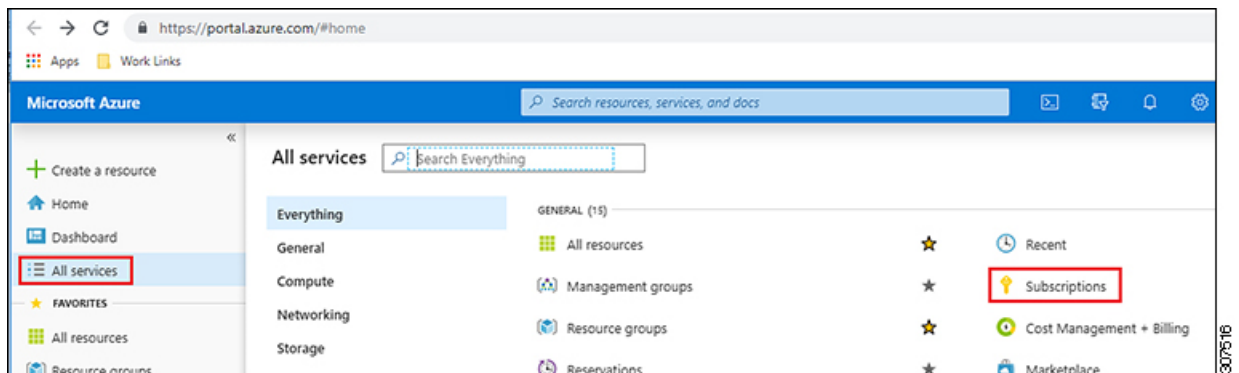 https://portal.azure.com/#home
Apps Work Links
Microsoft Azure
Search resources, services, and docs
«
Create a resource
Home
Dashboard
All services
FAVORITES
All resources
Resource groups
All services
Search Everything
Everything
General
Compute
Networking
Storage
GENERAL (15)
All resources
Recent
Management groups
Subscriptions
Resource groups
Cost Management + Billing
Reservations
Marketplace
307516